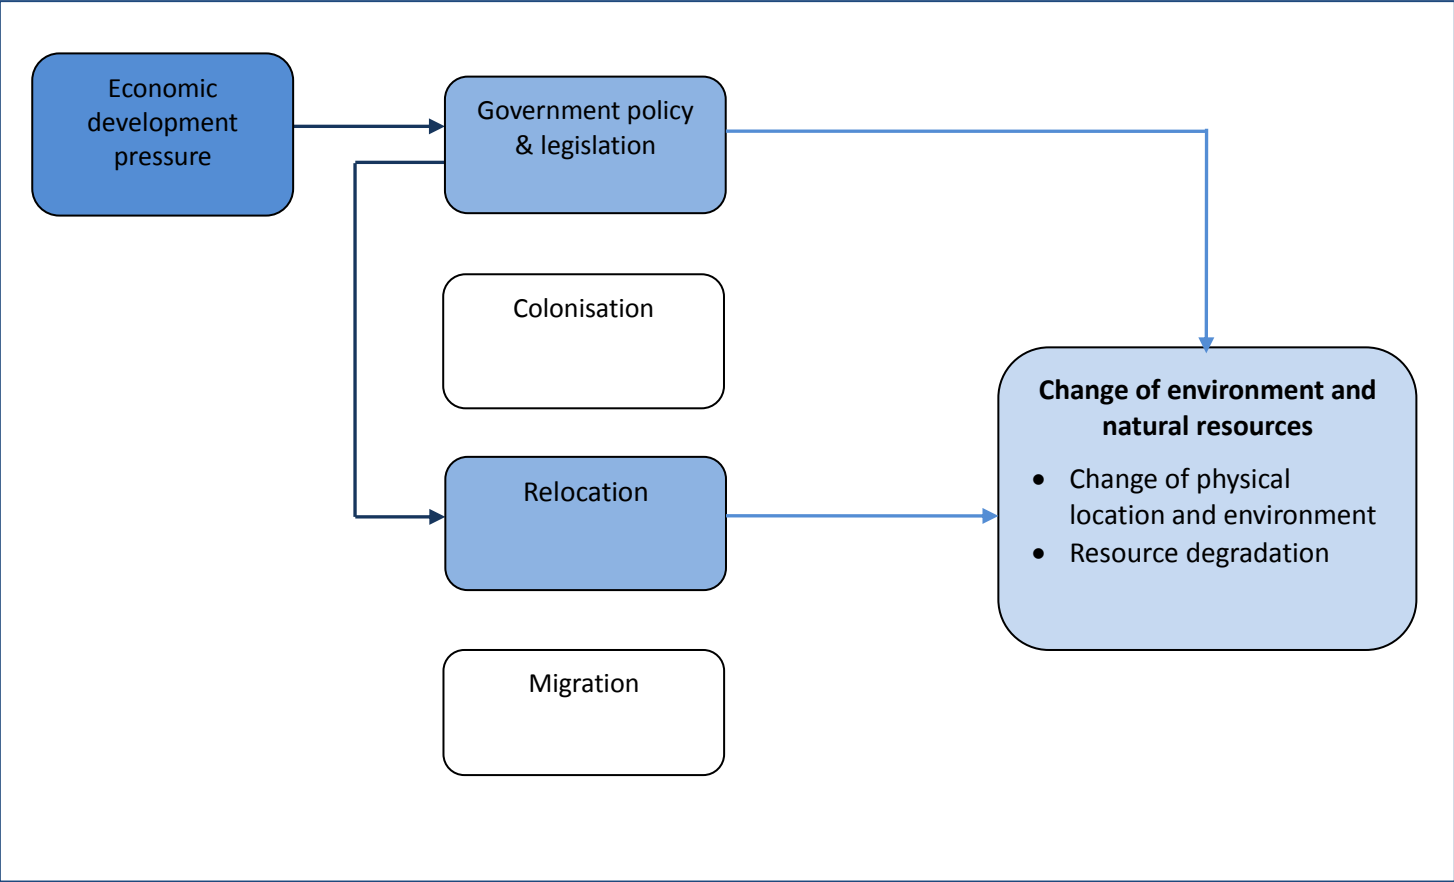 Economic
development
pressure
Government policy
& legislation
Colonisation
Relocation
Migration
Change of environment and
natural resources
• Change of physical
location and environment
• Resource degradation